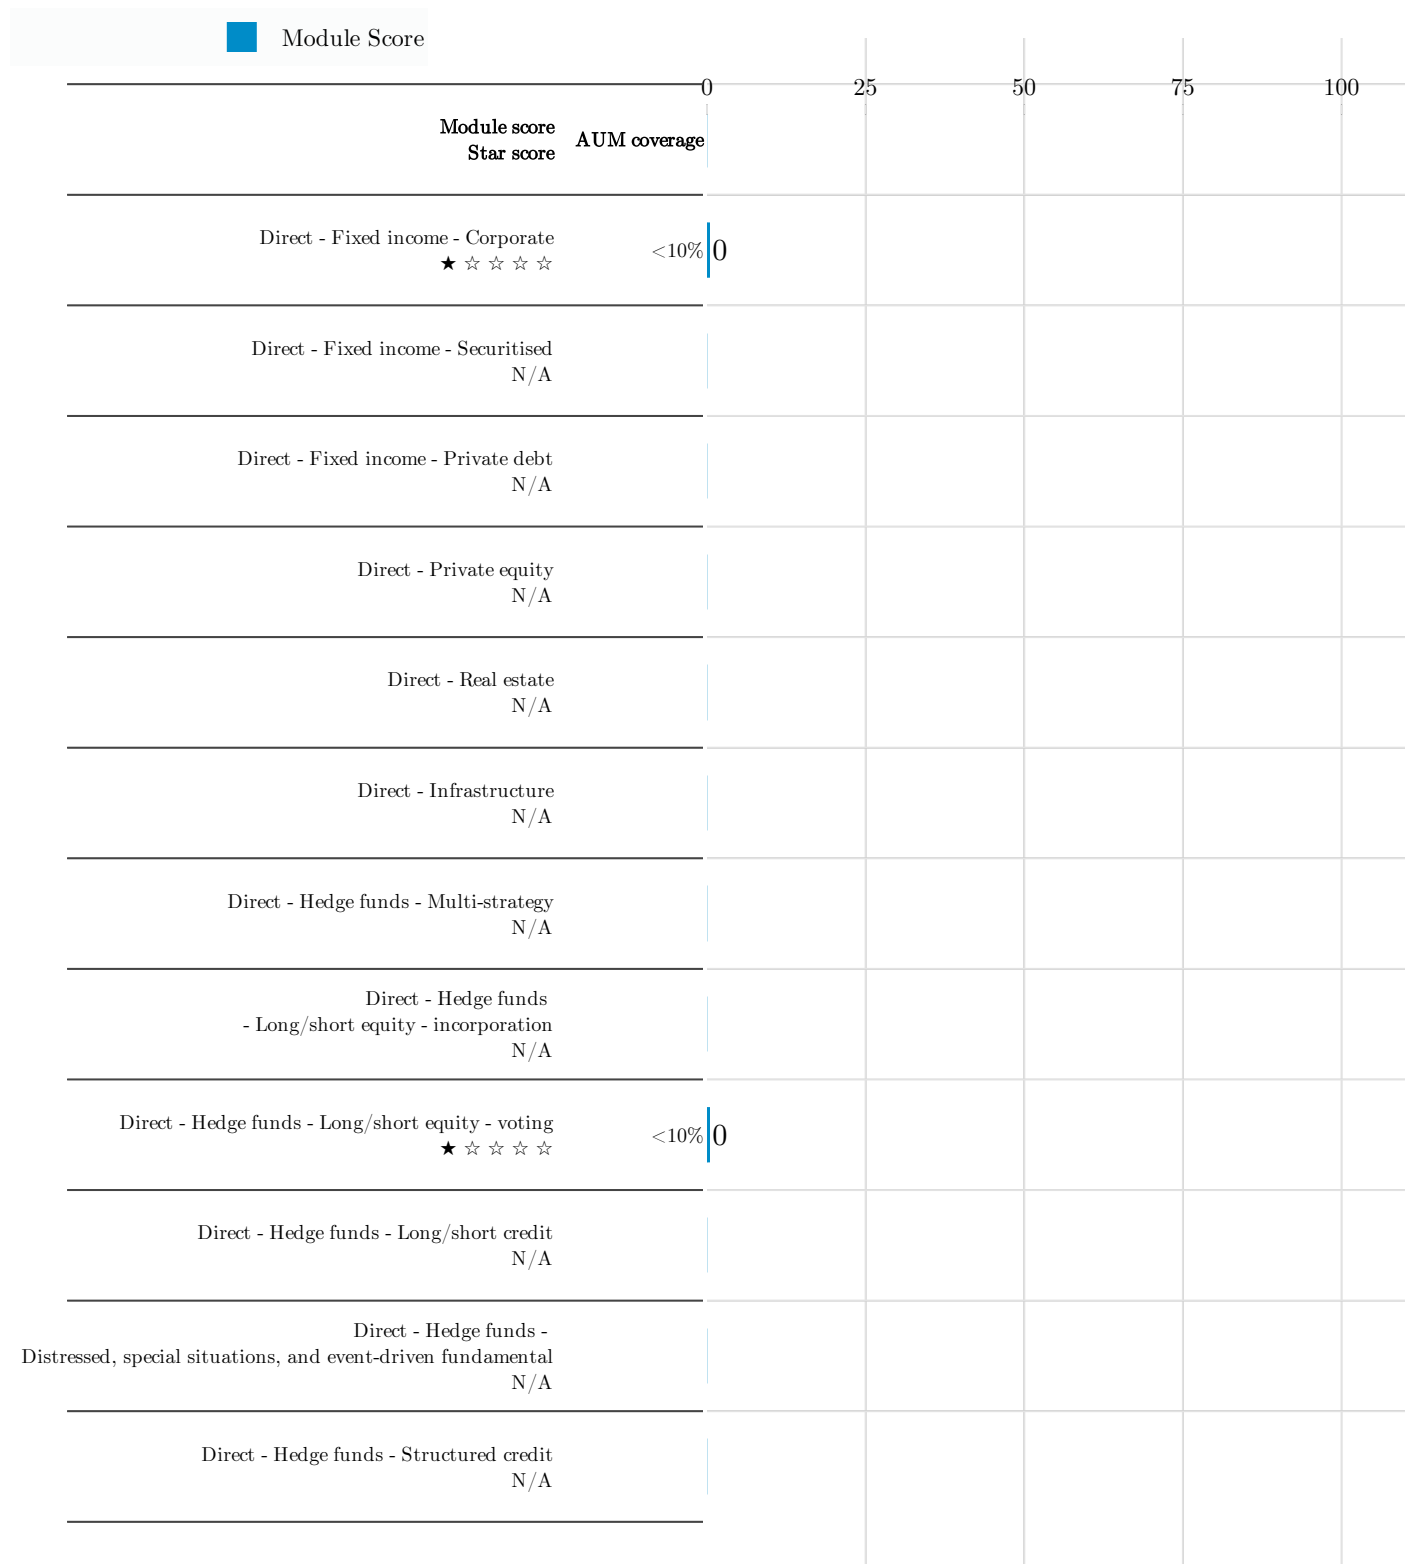 Module Score
0 25 50 75 100
Module score
Star score
AUM coverage
Direct - Fixed income - Corporate
★ ☆ ☆ ☆ ☆
<10%
0
Direct - Fixed income - Securitised
N/A
Direct - Fixed income - Private debt
N/A
Direct - Private equity
N/A
Direct - Real estate
N/A
Direct - Infrastructure
N/A
Direct - Hedge funds - Multi-strategy
N/A
Direct - Hedge funds
- Long/short equity - incorporation
N/A
Direct - Hedge funds - Long/short equity - voting
★ ☆ ☆ ☆ ☆
<10%
0
Direct - Hedge funds - Long/short credit
N/A
Direct - Hedge funds -
Distressed, special situations, and event-driven fundamental
N/A
Direct - Hedge funds - Structured credit
N/A